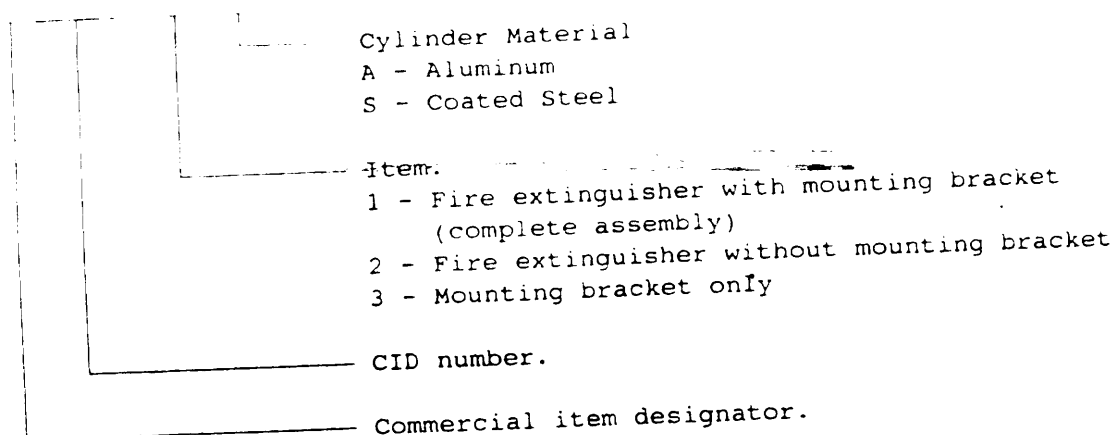 Cylinder Material
A - Aluminum
S - Coated Steel
Item.
1 - Fire extinguisher with mounting bracket
(complete assembly)
2 - Fire extinguisher without mounting bracket
3 - Mounting bracket only
CID number.
Commercial item designator.